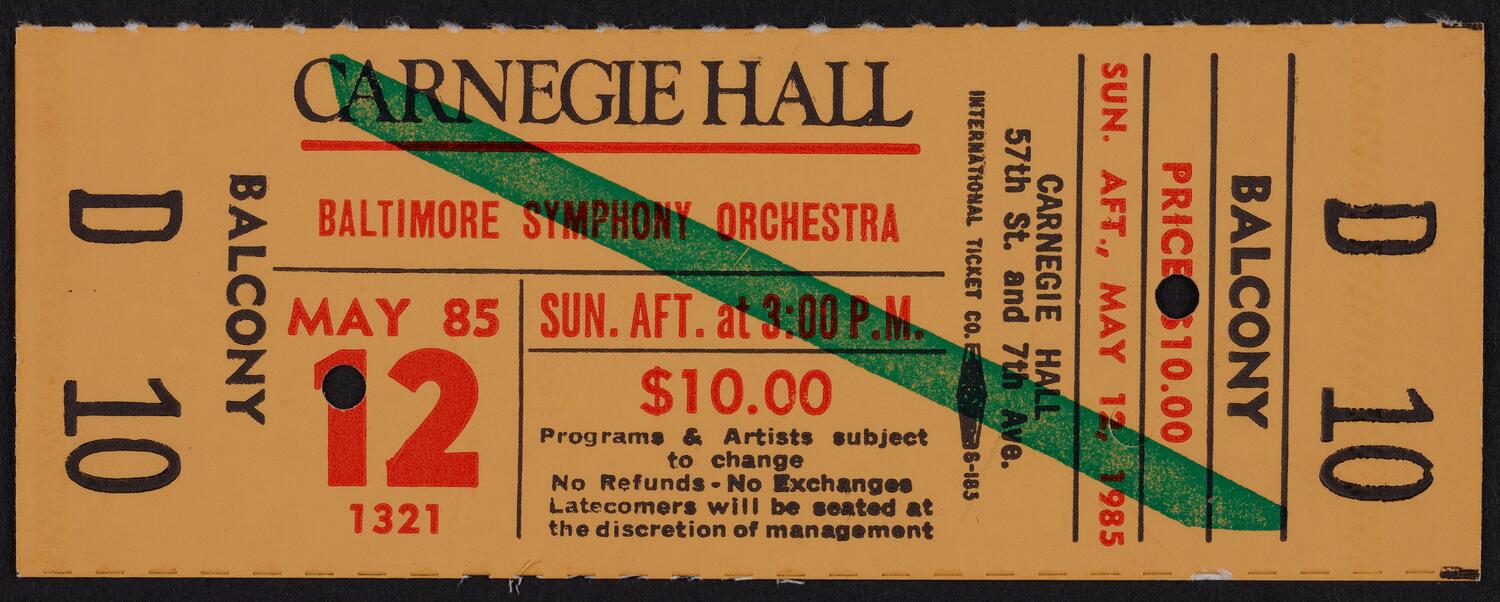 D 10
BALCONY
CARNEGIE HALL
BALTIMORE SYMPHONY ORCHESTRA
MAY 85
12
1321
SUN. AFT. at 3:00 P.M.
$10.00
Programs & Artists subject
to change
No Refunds - No Exchanges
Latecomers will be seated at
the discretion of management
CARNEGIE HALL
57th St. and 7th Ave.
INTERNATIONAL TICKET CO.
SUN. AFT., MAY 12, 1985
PRICE $10.00
BALCONY
D 10